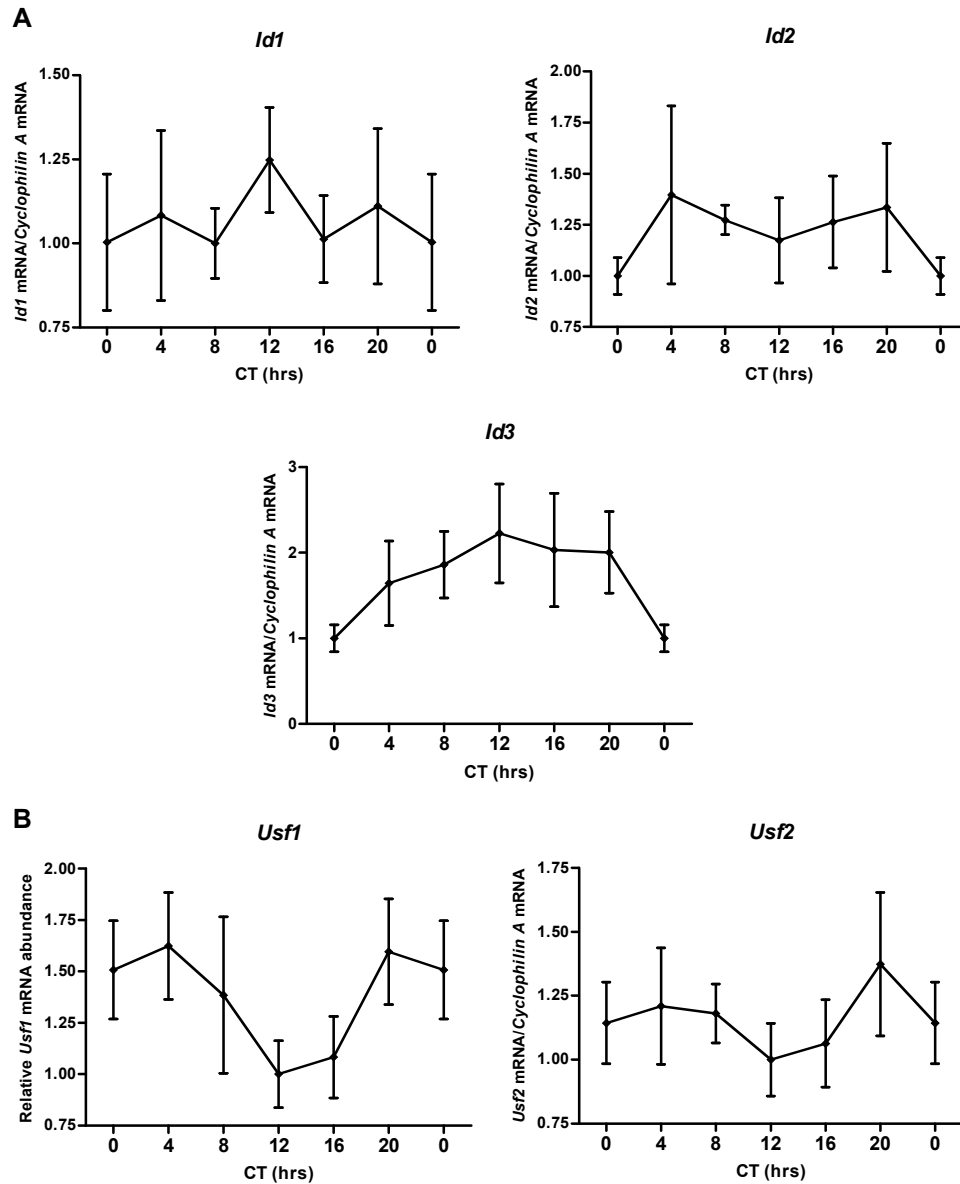 A
Id1
Id1 mRNA/Cyclophilin A mRNA
1.50
1.25
1.00
0.75
0 4 8 12 16 20 0
CT (hrs)
Id2
Id2 mRNA/Cyclophilin A mRNA
2.00
1.75
1.50
1.25
1.00
0.75
0 4 8 12 16 20 0
CT (hrs)
Id3
Id3 mRNA/Cyclophilin A mRNA
3
2
1
0
0 4 8 12 16 20 0
CT (hrs)
B
Usf1
Relative Usf1 mRNA abundance
2.00
1.75
1.50
1.25
1.00
0.75
0 4 8 12 16 20 0
CT (hrs)
Usf2
Usf2 mRNA/Cyclophilin A mRNA
1.75
1.50
1.25
1.00
0.75
0 4 8 12 16 20 0
CT (hrs)